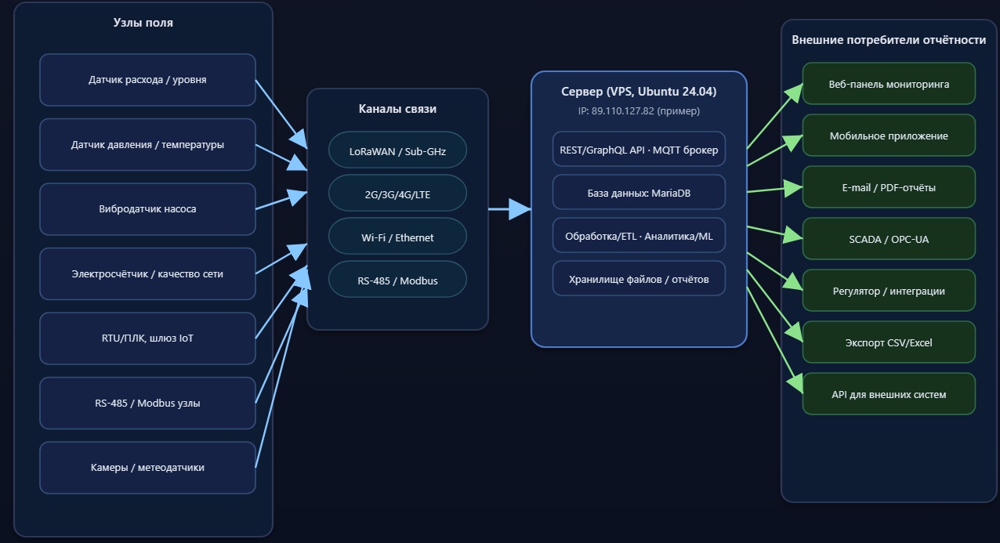 Узлы поля
Датчик расхода / уровня
Датчик давления / температуры
Вибродатчик насоса
Электросчётчик / качество сети
RTU/ПЛК, шлюз IoT
RS-485 / Modbus узлы
Камеры / метеодатчики
Каналы связи
LoRaWAN / Sub-GHz
2G/3G/4G/LTE
Wi-Fi / Ethernet
RS-485 / Modbus
Сервер (VPS, Ubuntu 24.04)
IP: 89.110.127.82 (пример)
REST/GraphQL API · MQTT брокер
База данных: MariaDB
Обработка/ETL · Аналитика/ML
Хранилище файлов / отчётов
Внешние потребители отчётности
Веб-панель мониторинга
Мобильное приложение
E-mail / PDF-отчёты
SCADA / OPC-UA
Регулятор / интеграции
Экспорт CSV/Excel
API для внешних систем